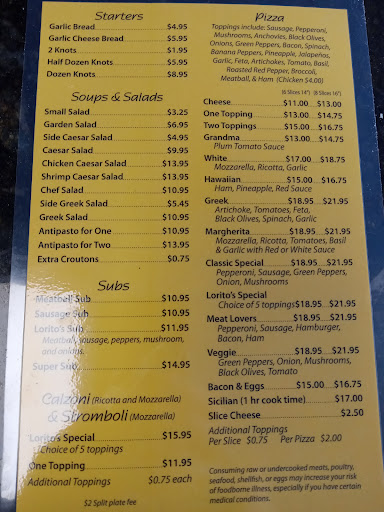 Starters
Garlic Bread $4.95
Garlic Cheese Bread $5.95
2 Knots $1.95
Half Dozen Knots $5.95
Dozen Knots $8.95
Soups & Salads
Small Salad $3.25
Garden Salad $6.95
Side Caesar Salad $4.95
Caesar Salad $9.95
Chicken Caesar Salad $13.95
Shrimp Caesar Salad $13.95
Chef Salad $10.95
Side Greek Salad $5.45
Greek Salad $10.95
Antipasto for One $10.95
Antipasto for Two $13.95
Extra Croutons $0.75
Subs
Meatball Sub $10.95
Sausage Sub $10.95
Lorito's Sub $11.95
Meatball, sausage, peppers, mushroom,
and onions
Super Sub $14.95
Calzoni (Ricotta and Mozzarella)
& Stromboli (Mozzarella)
Lorito's Special $15.95
Choice of 5 toppings
One Topping $11.95
Additional Toppings $0.75 each
$2 Split plate fee
Pizza
Toppings include: Sausage, Pepperoni,
Mushrooms, Anchovies, Black Olives,
Onions, Green Peppers, Bacon, Spinach,
Banana Peppers, Pineapple, Jalapeños,
Garlic, Feta, Artichokes, Tomato, Basil,
Roasted Red Pepper, Broccoli,
Meatball, & Ham (Chicken $4.00)
(6 Slices 14") (8 Slices 16")
Cheese $11.00 $13.00
One Topping $13.00 $14.75
Two Toppings $15.00 $16.75
Grandma $13.00 $14.75
Plum Tomato Sauce
White $17.00 $18.75
Mozzarella, Ricotta, Garlic
Hawaiian $15.00 $16.75
Ham, Pineapple, Red Sauce
Greek $18.95 $21.95
Artichoke, Tomatoes, Feta,
Black Olives, Spinach, Garlic
Margherita $18.95 $21.95
Mozzarella, Ricotta, Tomatoes, Basil
& Garlic with Red or White Sauce
Classic Special $18.95 $21.95
Pepperoni, Sausage, Green Peppers,
Onion, Mushrooms
Lorito's Special
Choice of 5 toppings $18.95 $21.95
Meat Lovers $18.95 $21.95
Pepperoni, Sausage, Hamburger,
Bacon, Ham
Veggie $18.95 $21.95
Green Peppers, Onion, Mushrooms,
Black Olives, Tomato
Bacon & Eggs $15.00 $16.75
Sicilian (1 hr cook time) $17.00
Slice Cheese $2.50
Additional Toppings
Per Slice $0.75 Per Pizza $2.00
Consuming raw or undercooked meats, poultry,
seafood, shellfish, or eggs may increase your risk
of foodborne illness, especially if you have certain
medical conditions.